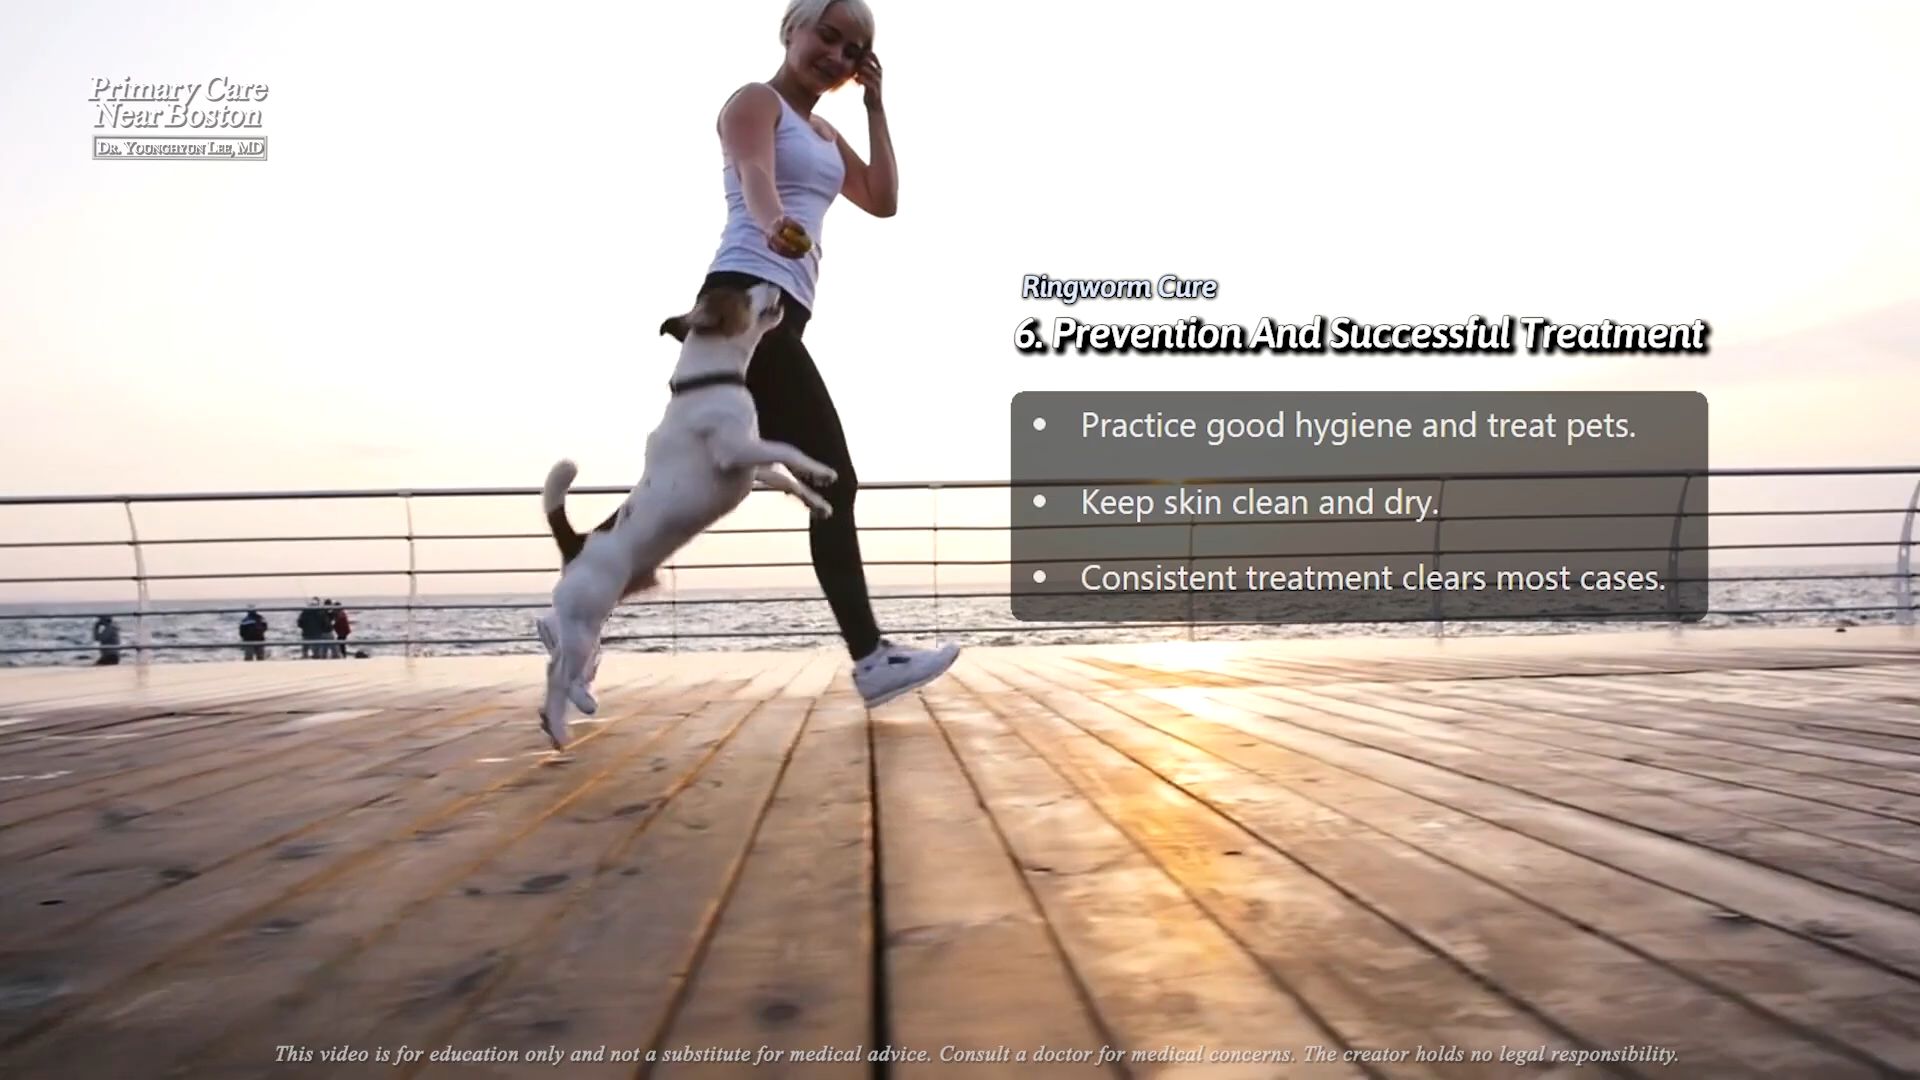 Primary Care
Near Boston
Dr. Younghyun Lee, MD
Ringworm Cure
6. Prevention And Successful Treatment
• Practice good hygiene and treat pets.
• Keep skin clean and dry.
• Consistent treatment clears most cases.
This video is for education only and not a substitute for medical advice. Consult a doctor for medical concerns. The creator holds no legal responsibility.